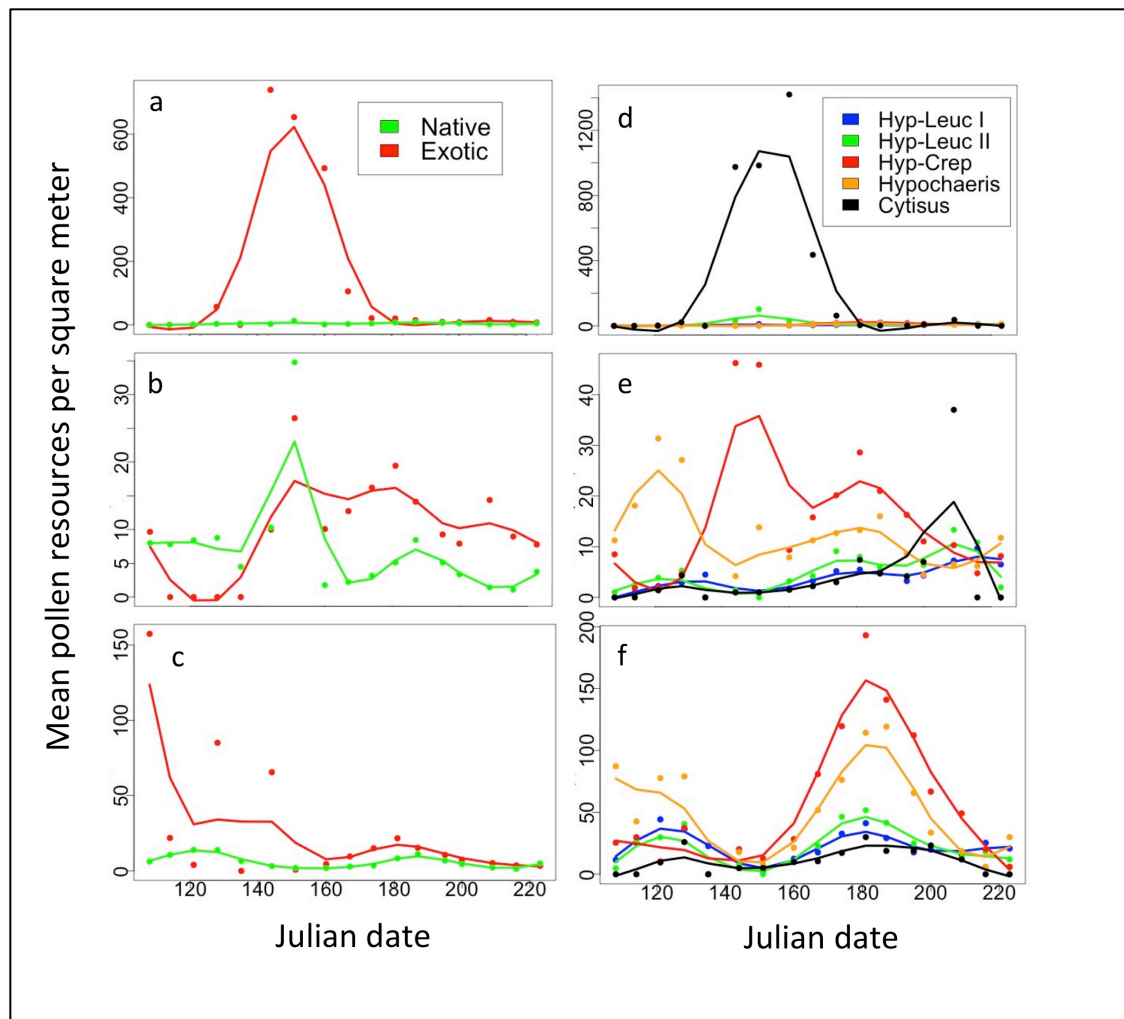 Mean pollen resources per square meter
a
Native
Exotic
0 200 400 600
b
0 5 10 20 30
c
0 50 100 150
120 140 160 180 200 220
Julian date
d
Hyp-Leuc I
Hyp-Leuc II
Hyp-Crep
Hypochaeris
Cytisus
0 400 800 1200
e
0 10 20 30 40
f
0 50 100 150 200
120 140 160 180 200 220
Julian date